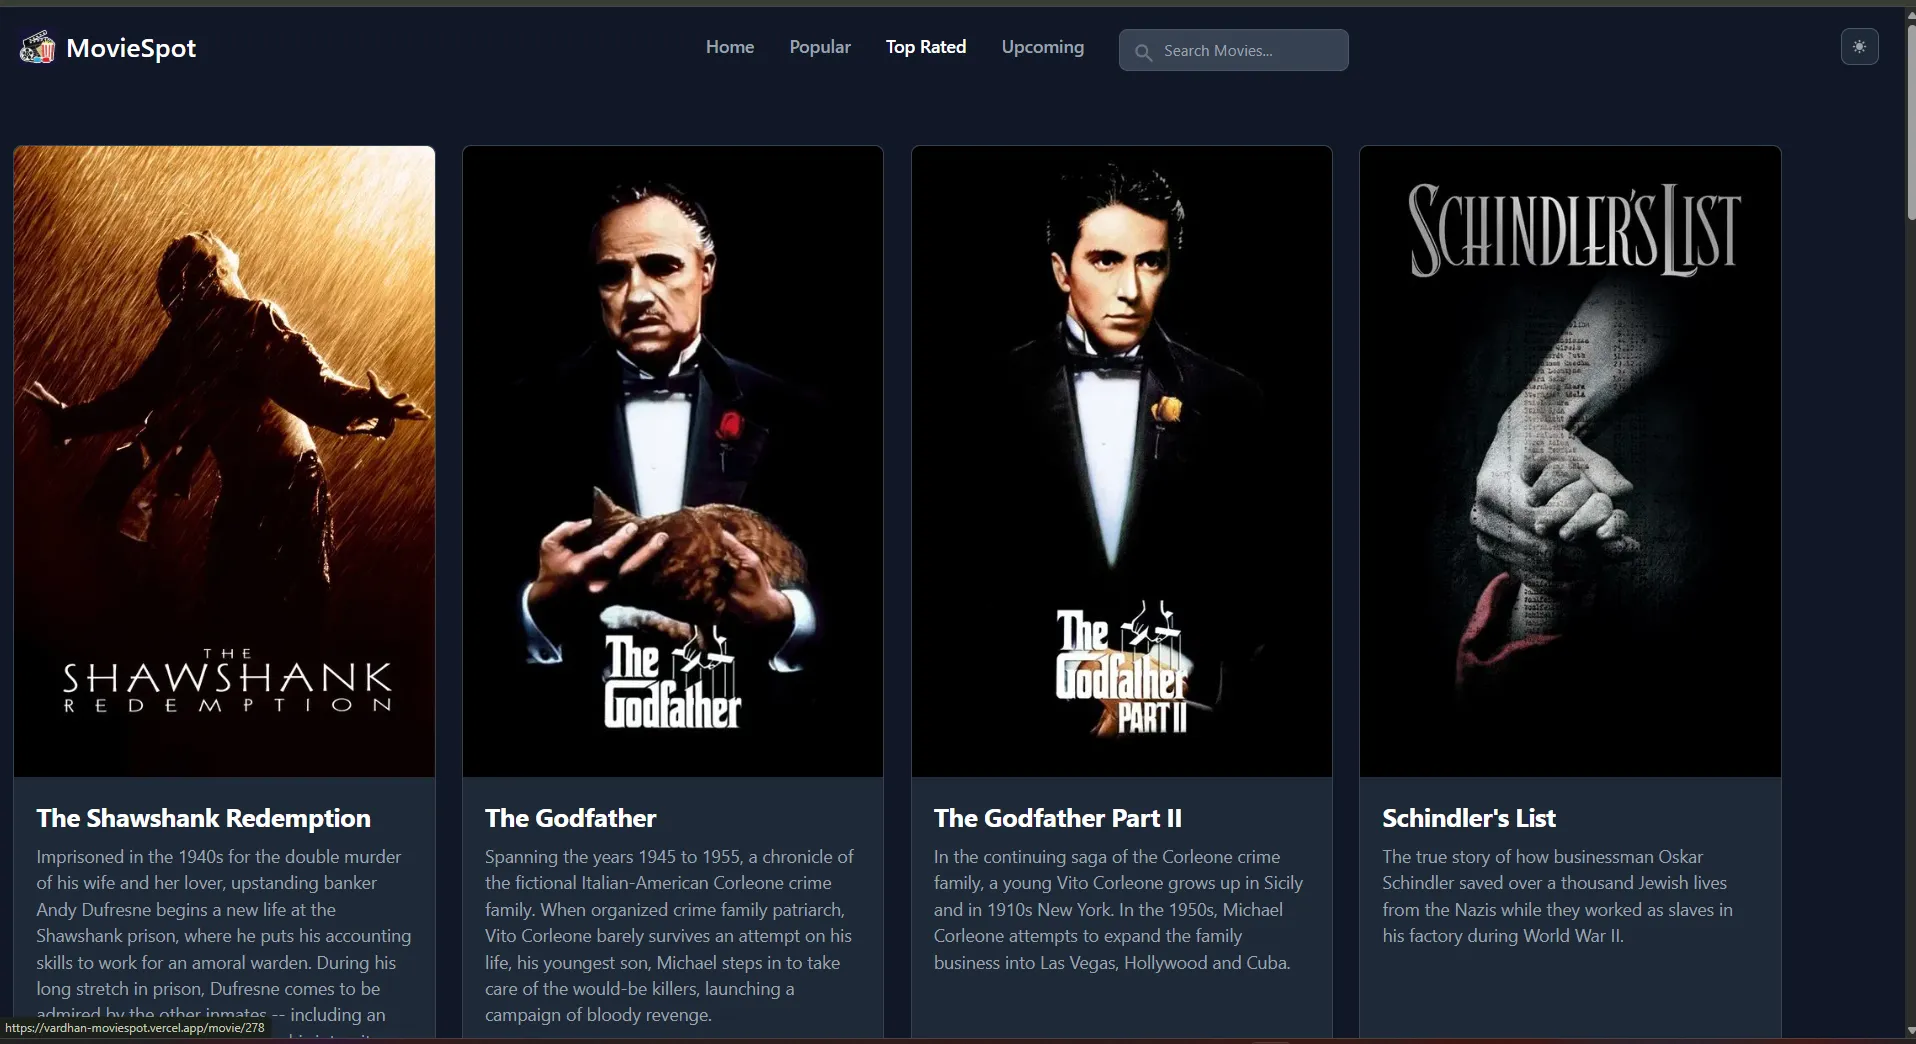 MovieSpot
Home Popular Top Rated Upcoming Search Movies...
THE
SHAWSHANK
REDEMPTION
The
Godfather
The
Godfather
PART II
SCHINDLER'S LIST
The Shawshank Redemption
Imprisoned in the 1940s for the double murder
of his wife and her lover, upstanding banker
Andy Dufresne begins a new life at the
Shawshank prison, where he puts his accounting
skills to work for an amoral warden. During his
long stretch in prison, Dufresne comes to be
admired by the other inmates -- including an
The Godfather
Spanning the years 1945 to 1955, a chronicle of
the fictional Italian-American Corleone crime
family. When organized crime family patriarch,
Vito Corleone barely survives an attempt on his
life, his youngest son, Michael steps in to take
care of the would-be killers, launching a
campaign of bloody revenge.
The Godfather Part II
In the continuing saga of the Corleone crime
family, a young Vito Corleone grows up in Sicily
and in 1910s New York. In the 1950s, Michael
Corleone attempts to expand the family
business into Las Vegas, Hollywood and Cuba.
Schindler's List
The true story of how businessman Oskar
Schindler saved over a thousand Jewish lives
from the Nazis while they worked as slaves in
his factory during World War II.
https://vardhan-moviespot.vercel.app/movie/278